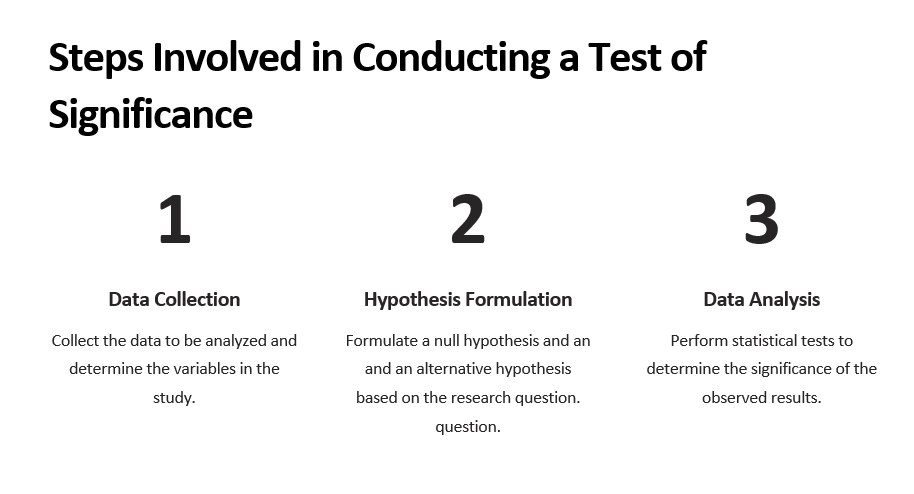 Steps Involved in Conducting a Test of
Significance
1
Data Collection
Collect the data to be analyzed and
determine the variables in the
study.
2
Hypothesis Formulation
Formulate a null hypothesis and an
and an alternative hypothesis
based on the research question.
question.
3
Data Analysis
Perform statistical tests to
determine the significance of the
observed results.